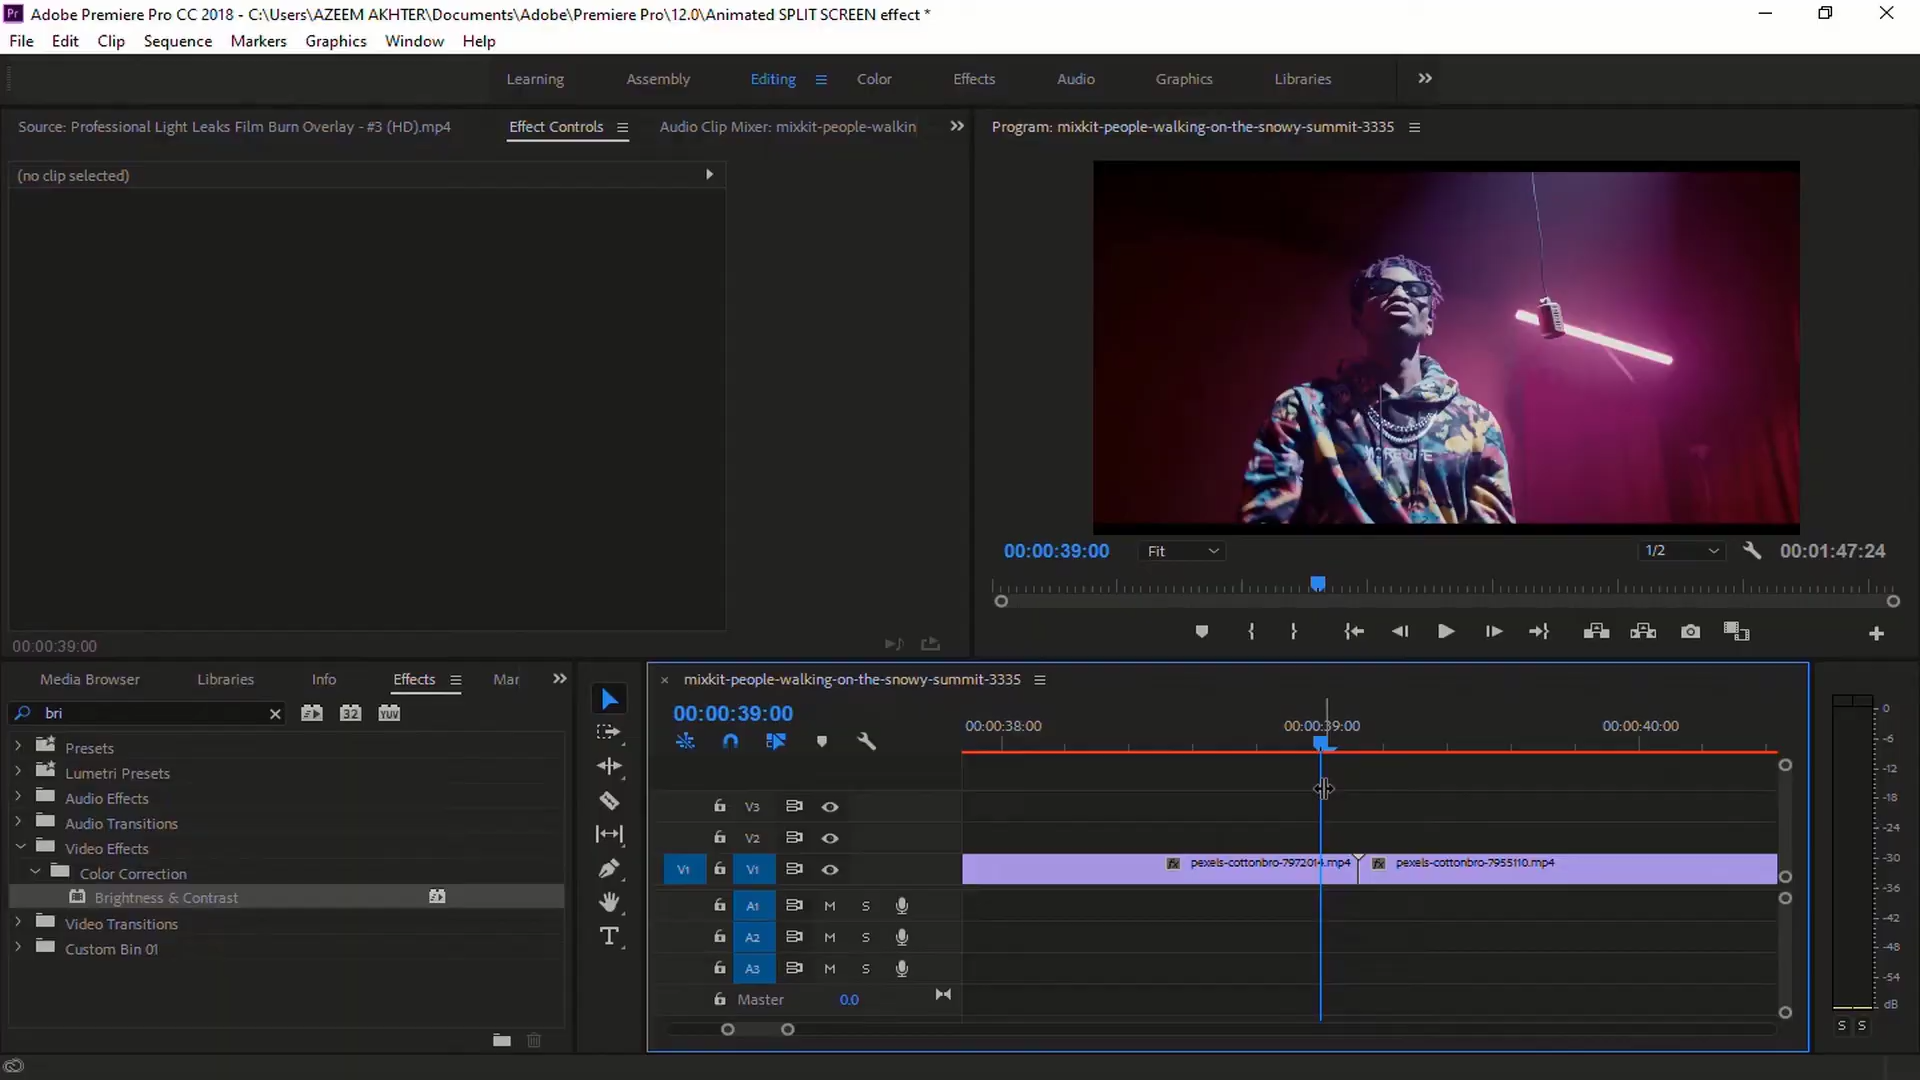 Pr Adobe Premiere Pro CC 2018 - C:\Users\AZEEM AKHTER\Documents\Adobe\Premiere Pro\12.0\Animated SPLIT SCREEN effect *
File Edit Clip Sequence Markers Graphics Window Help
Learning Assembly Editing Color Effects Audio Graphics Libraries
Source: Professional Light Leaks Film Burn Overlay - #3 (HD).mp4 Effect Controls Audio Clip Mixer: mixkit-people-walkin
Program: mixkit-people-walking-on-the-snowy-summit-3335
(no clip selected)
00:00:39:00 Fit 1/2 00:01:47:24
00:00:39:00
Media Browser Libraries Info Effects Mar
bri 32 YUV
Presets
Lumetri Presets
Audio Effects
Audio Transitions
Video Effects
Color Correction
Brightness & Contrast
Video Transitions
Custom Bin 01
mixkit-people-walking-on-the-snowy-summit-3335
00:00:39:00
00:00:38:00 00:00:39:00 00:00:40:00
V3
V2
V1 V1 fx pexels-cottonbro-7972014.mp4 fx pexels-cottonbro-7955110.mp4
A1 M S
A2 M S
A3 M S
Master 0.0
0
-6
-12
-18
-24
-30
-36
-42
-48
-54
dB
S S